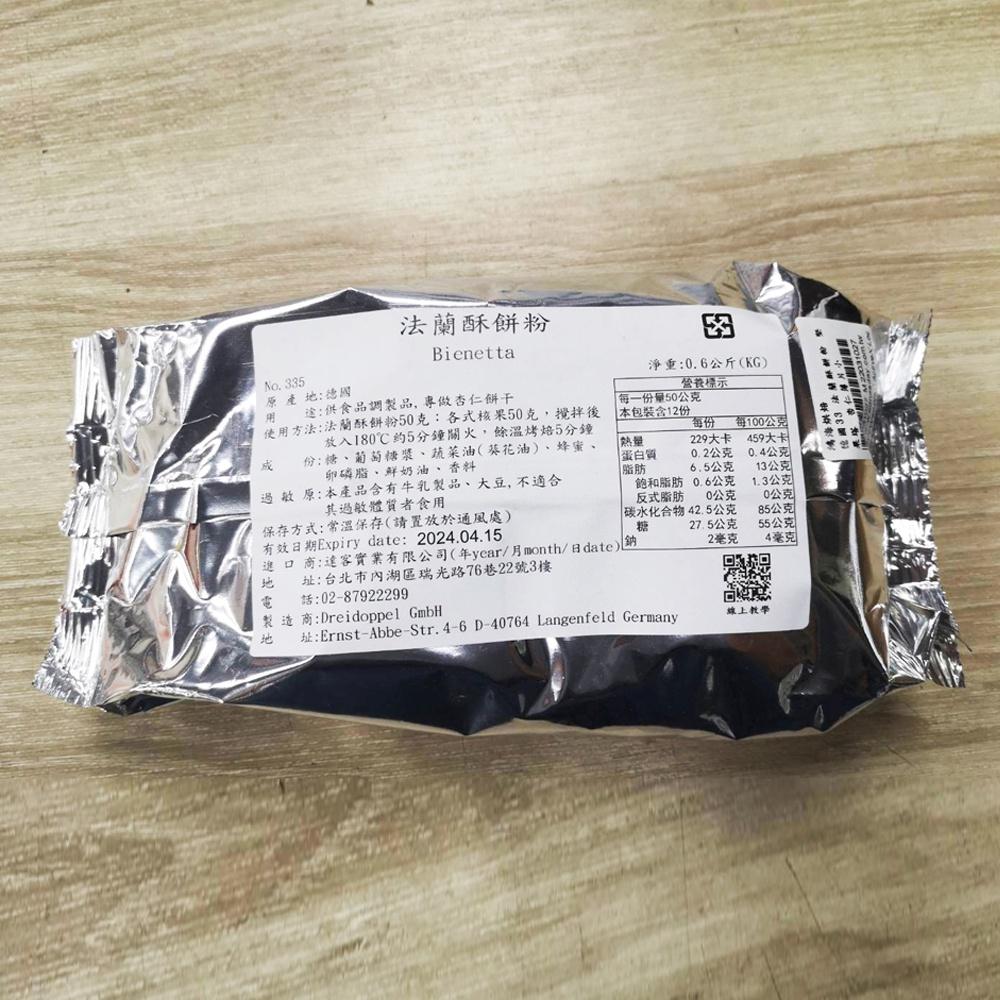 法蘭酥餅粉
Bienetta
淨重:0.6公斤(KG)
No.335
原產地:德國
用途:供食品調製品,專做杏仁餅干
使用方法:法蘭酥餅粉50克：各式核果50克，攪拌後
放入180℃約5分鐘關火，餘溫烤焙5分鐘
成份:糖、葡萄糖漿、蔬菜油(葵花油)、蜂蜜、
卵磷脂、鮮奶油、香料
過敏原:本產品含有牛乳製品、大豆,不適合
其過敏體質者食用
保存方式:常溫保存(請置放於通風處)
有效日期Expiry date: 2024.04.15
(年year/月month/日date)
進口商:達客實業有限公司
地址:台北市內湖區瑞光路76巷22號3樓
電話:02-87922299
製造商:Dreidoppel GmbH
地址:Ernst-Abbe-Str.4-6 D-40764 Langenfeld Germany
營養標示
每一份量50公克
本包裝含12份
每份 每100公克
熱量 229大卡 459大卡
蛋白質 0.2公克 0.4公克
脂肪 6.5公克 13公克
飽和脂肪 0.6公克 1.3公克
反式脂肪 0公克 0公克
碳水化合物 42.5公克 85公克
糖 27.5公克 55公克
鈉 2毫克 4毫克
線上教學
德國 33 法蘭酥餅粉
杏仁薄片
M 22031027